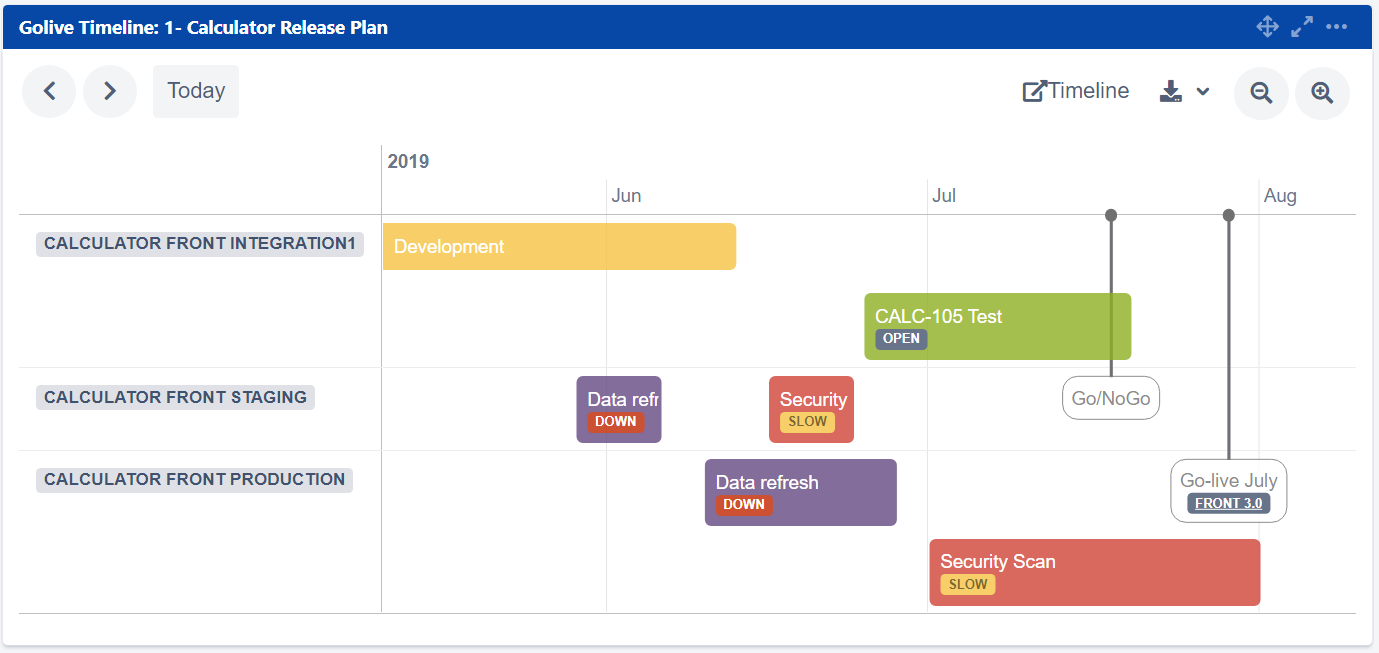 Golive Timeline: 1- Calculator Release Plan
Today
Timeline
2019
Jun
Jul
Aug
CALCULATOR FRONT INTEGRATION1
Development
CALC-105 Test
OPEN
CALCULATOR FRONT STAGING
Data refr
DOWN
Security
SLOW
Go/NoGo
CALCULATOR FRONT PRODUCTION
Data refresh
DOWN
Go-live July
FRONT 3.0
Security Scan
SLOW